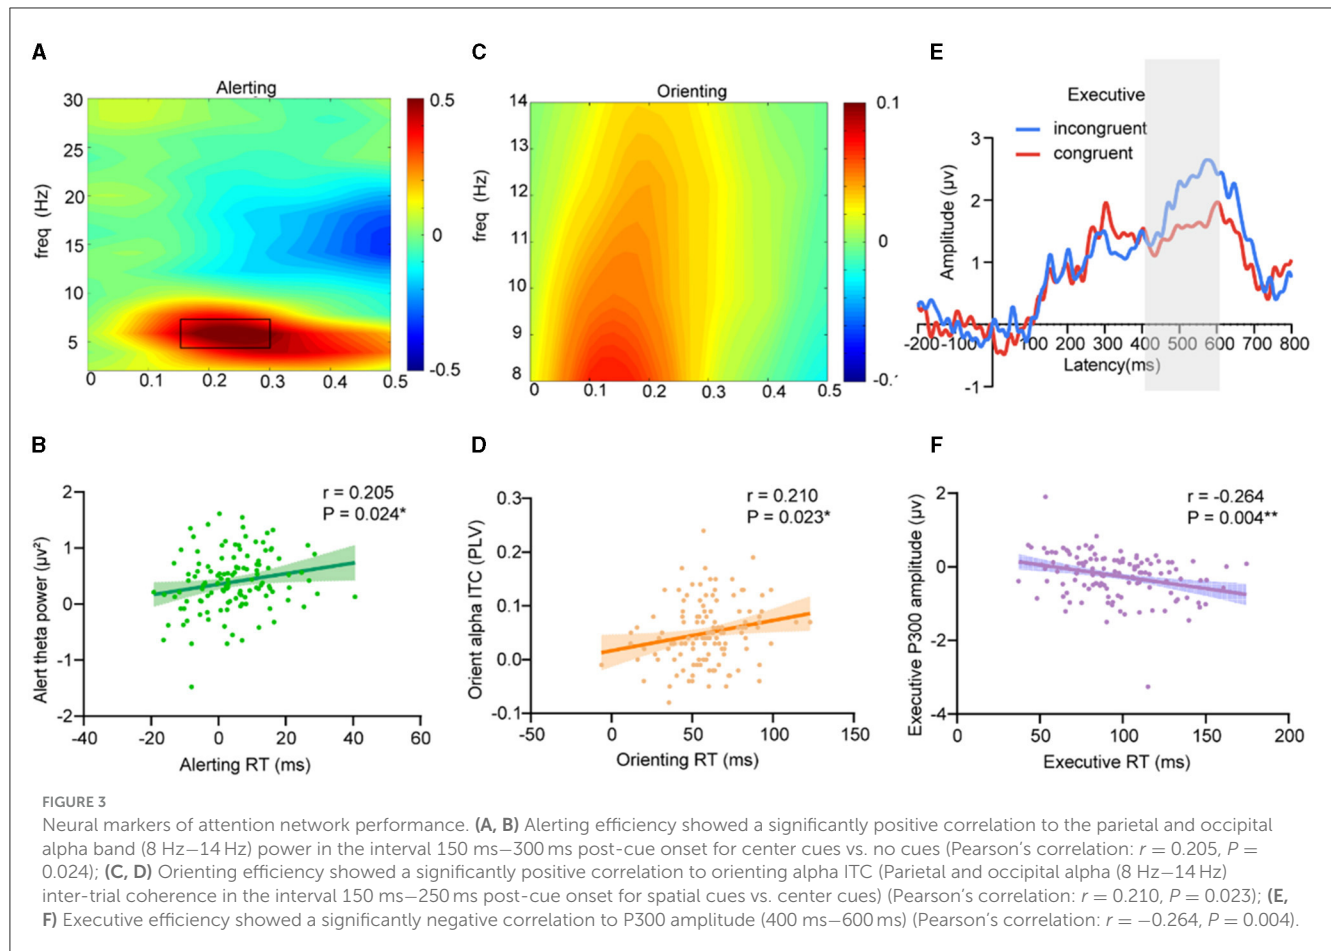 A
Alerting
30
25
20
15
10
5
freq (Hz)
0 0.1 0.2 0.3 0.4 0.5
0.5
0
-0.5
C
Orienting
14
13
12
11
10
9
8
freq (Hz)
0 0.1 0.2 0.3 0.4 0.5
0.1
0
-0.1
E
Executive
incongruent
congruent
3
2
1
-1
Amplitude (μv)
-200 -100 100 200 300 400 500 600 700 800
Latency(ms)
B
r = 0.205
P = 0.024*
2
1
0
-1
-2
Alert theta power (μv²)
-40 -20 0 20 40 60
Alerting RT (ms)
D
r = 0.210
P = 0.023*
0.3
0.2
0.1
0.0
-0.1
Orient alpha ITC (PLV)
-50 0 50 100 150
Orienting RT (ms)
F
r = -0.264
P = 0.004**
2
0
-2
-4
Executive P300 amplitude (μv)
0 50 100 150 200
Executive RT (ms)
FIGURE 3
Neural markers of attention network performance. (A, B) Alerting efficiency showed a significantly positive correlation to the parietal and occipital
alpha band (8 Hz–14 Hz) power in the interval 150 ms–300 ms post-cue onset for center cues vs. no cues (Pearson's correlation: r = 0.205, P =
0.024); (C, D) Orienting efficiency showed a significantly positive correlation to orienting alpha ITC (Parietal and occipital alpha (8 Hz–14 Hz)
inter-trial coherence in the interval 150 ms–250 ms post-cue onset for spatial cues vs. center cues) (Pearson's correlation: r = 0.210, P = 0.023); (E,
F) Executive efficiency showed a significantly negative correlation to P300 amplitude (400 ms–600 ms) (Pearson's correlation: r = −0.264, P = 0.004).